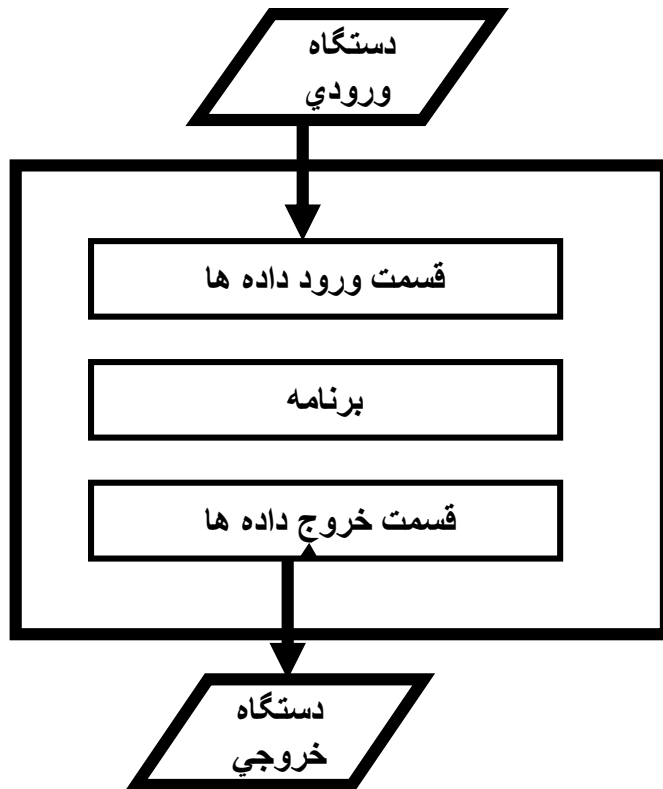 دستگاه
ورودي
قسمت ورود داده ها
برنامه
قسمت خروج داده ها
دستگاه
خروجي